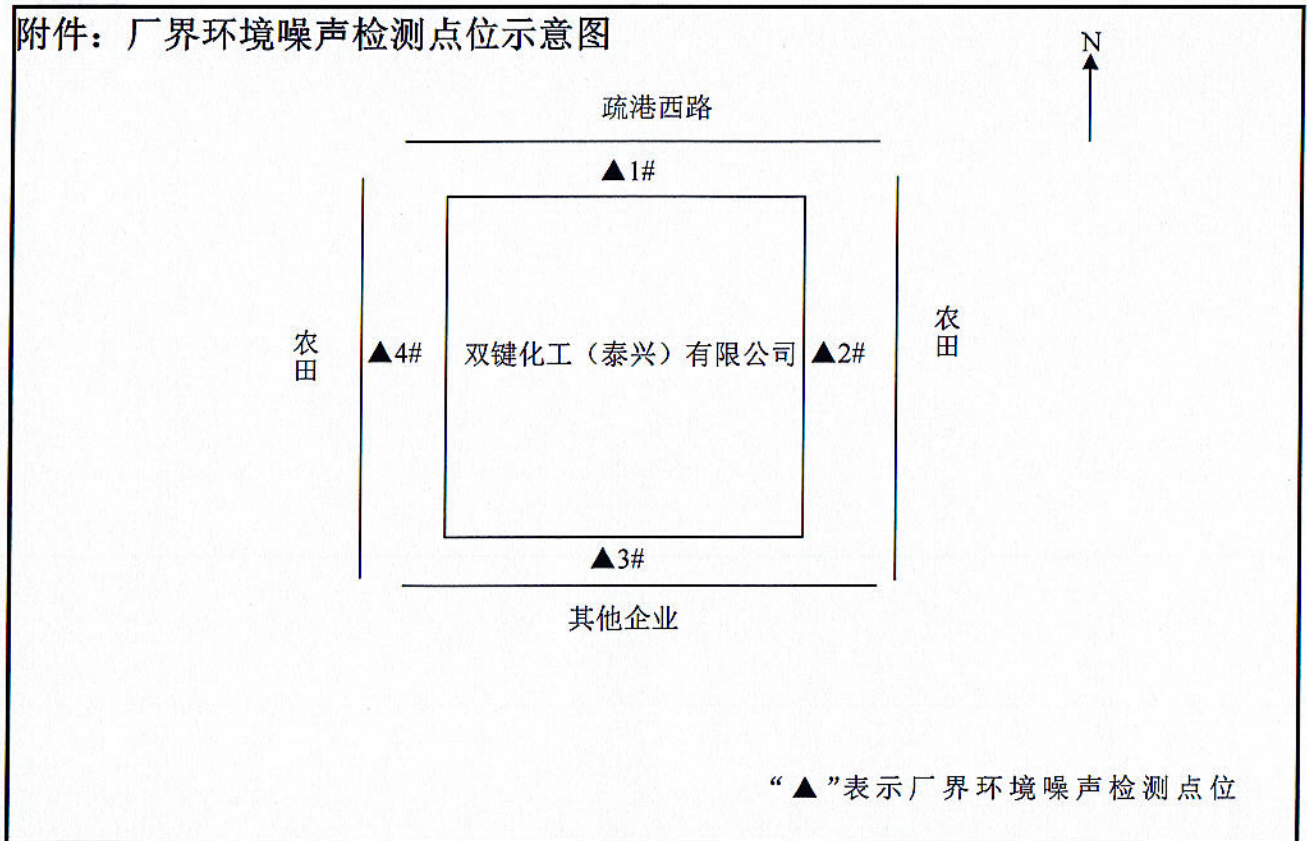 附件：厂界环境噪声检测点位示意图
N
疏港西路
▲1#
农田
▲4#
双键化工（泰兴）有限公司
▲2#
农田
▲3#
其他企业
“▲”表示厂界环境噪声检测点位